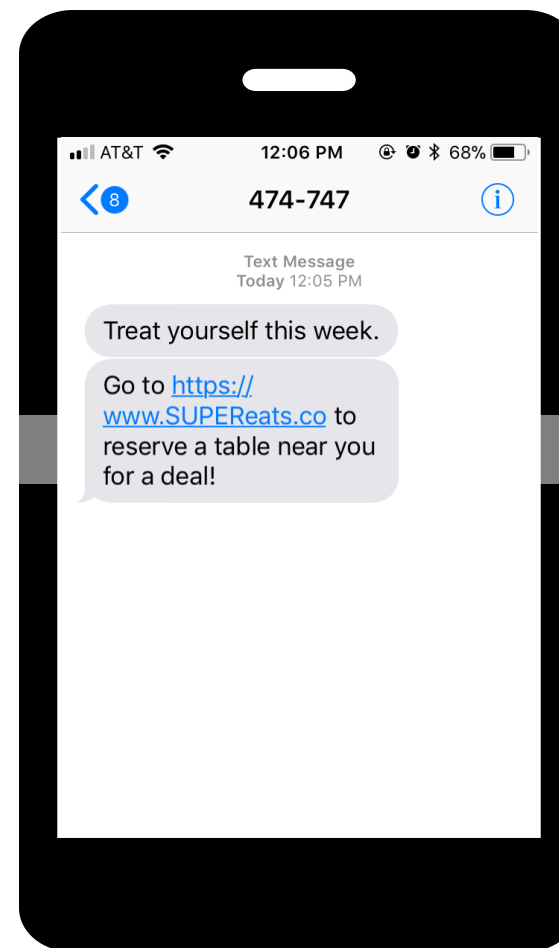 AT&T 12:06 PM 68%
8 474-747 i
Text Message
Today 12:05 PM
Treat yourself this week.
Go to https://
www.SUPEReats.co to
reserve a table near you
for a deal!